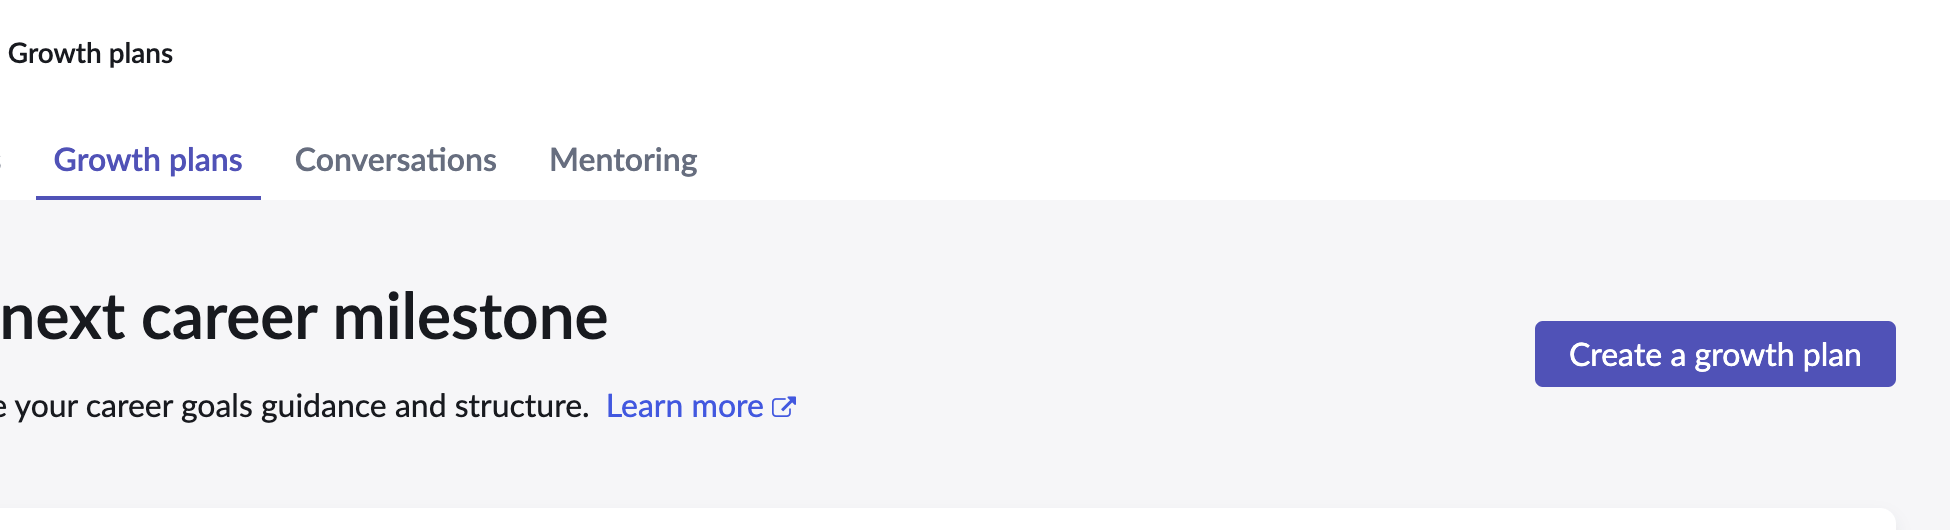 Growth plans
Growth plans Conversations Mentoring
next career milestone
Create a growth plan
your career goals guidance and structure. Learn more